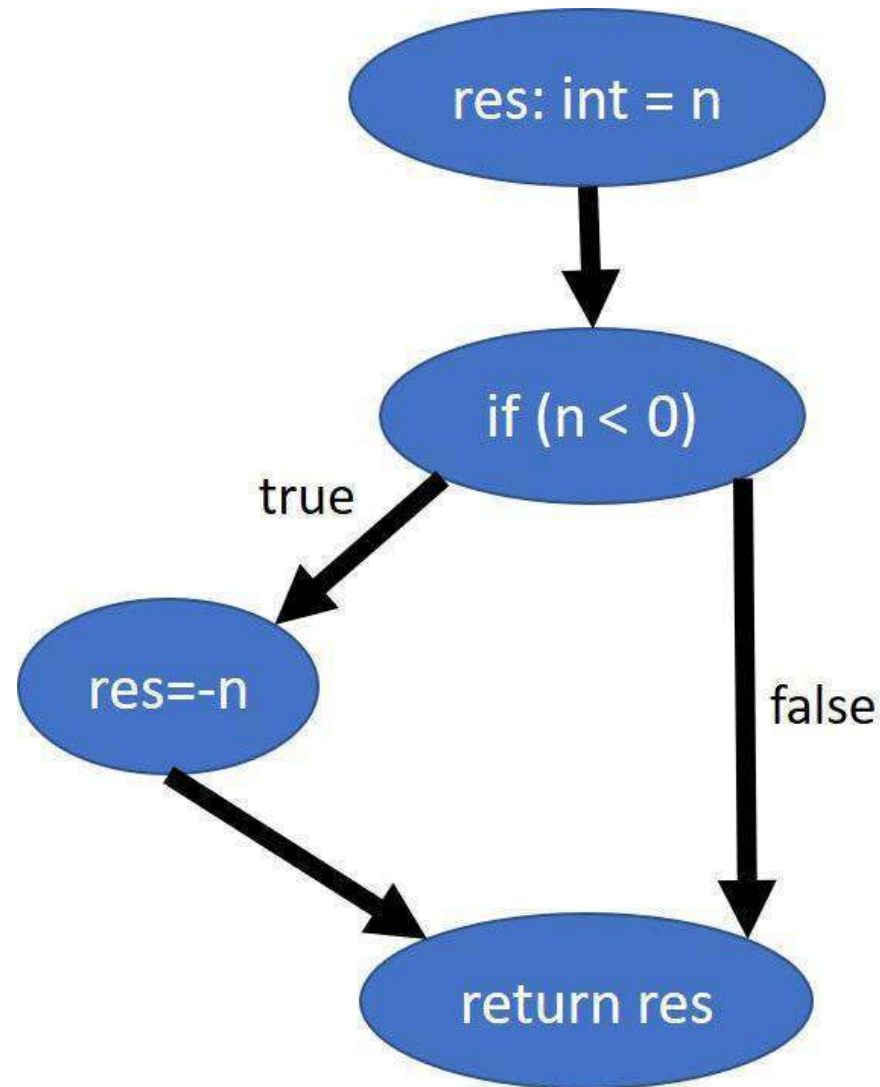 res: int = n
if (n < 0)
true
res=-n
false
return res